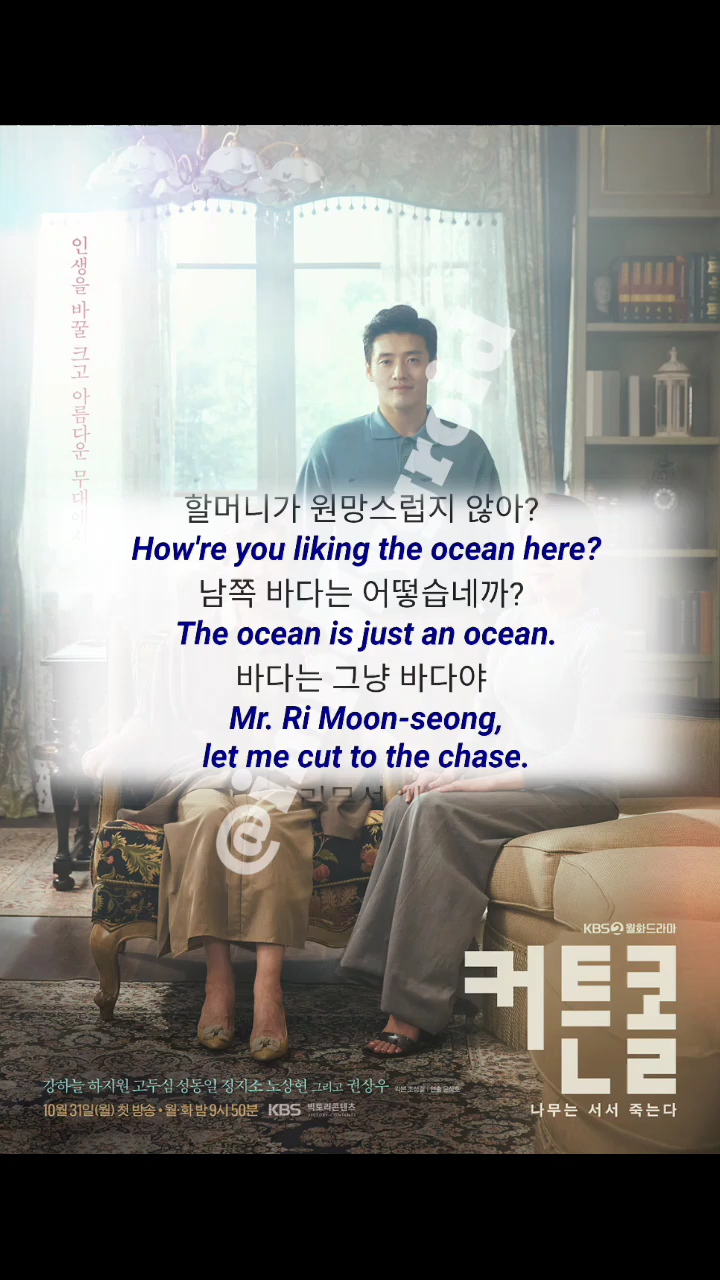 인생을 바꿀 크고 아름다운 무대에서
할머니가 원망스럽지 않아?
How're you liking the ocean here?
남쪽 바다는 어떻습네까?
The ocean is just an ocean.
바다는 그냥 바다야
Mr. Ri Moon-seong,
let me cut to the chase.
KBS2 월화드라마
커튼콜
나무는 서서 죽는다
강하늘 하지원 고두심 성동일 정지소 노상현 그리고 권상우
10월 31일(월) 첫 방송 • 월·화 밤 9시 50분 KBS 빅토리콘텐츠